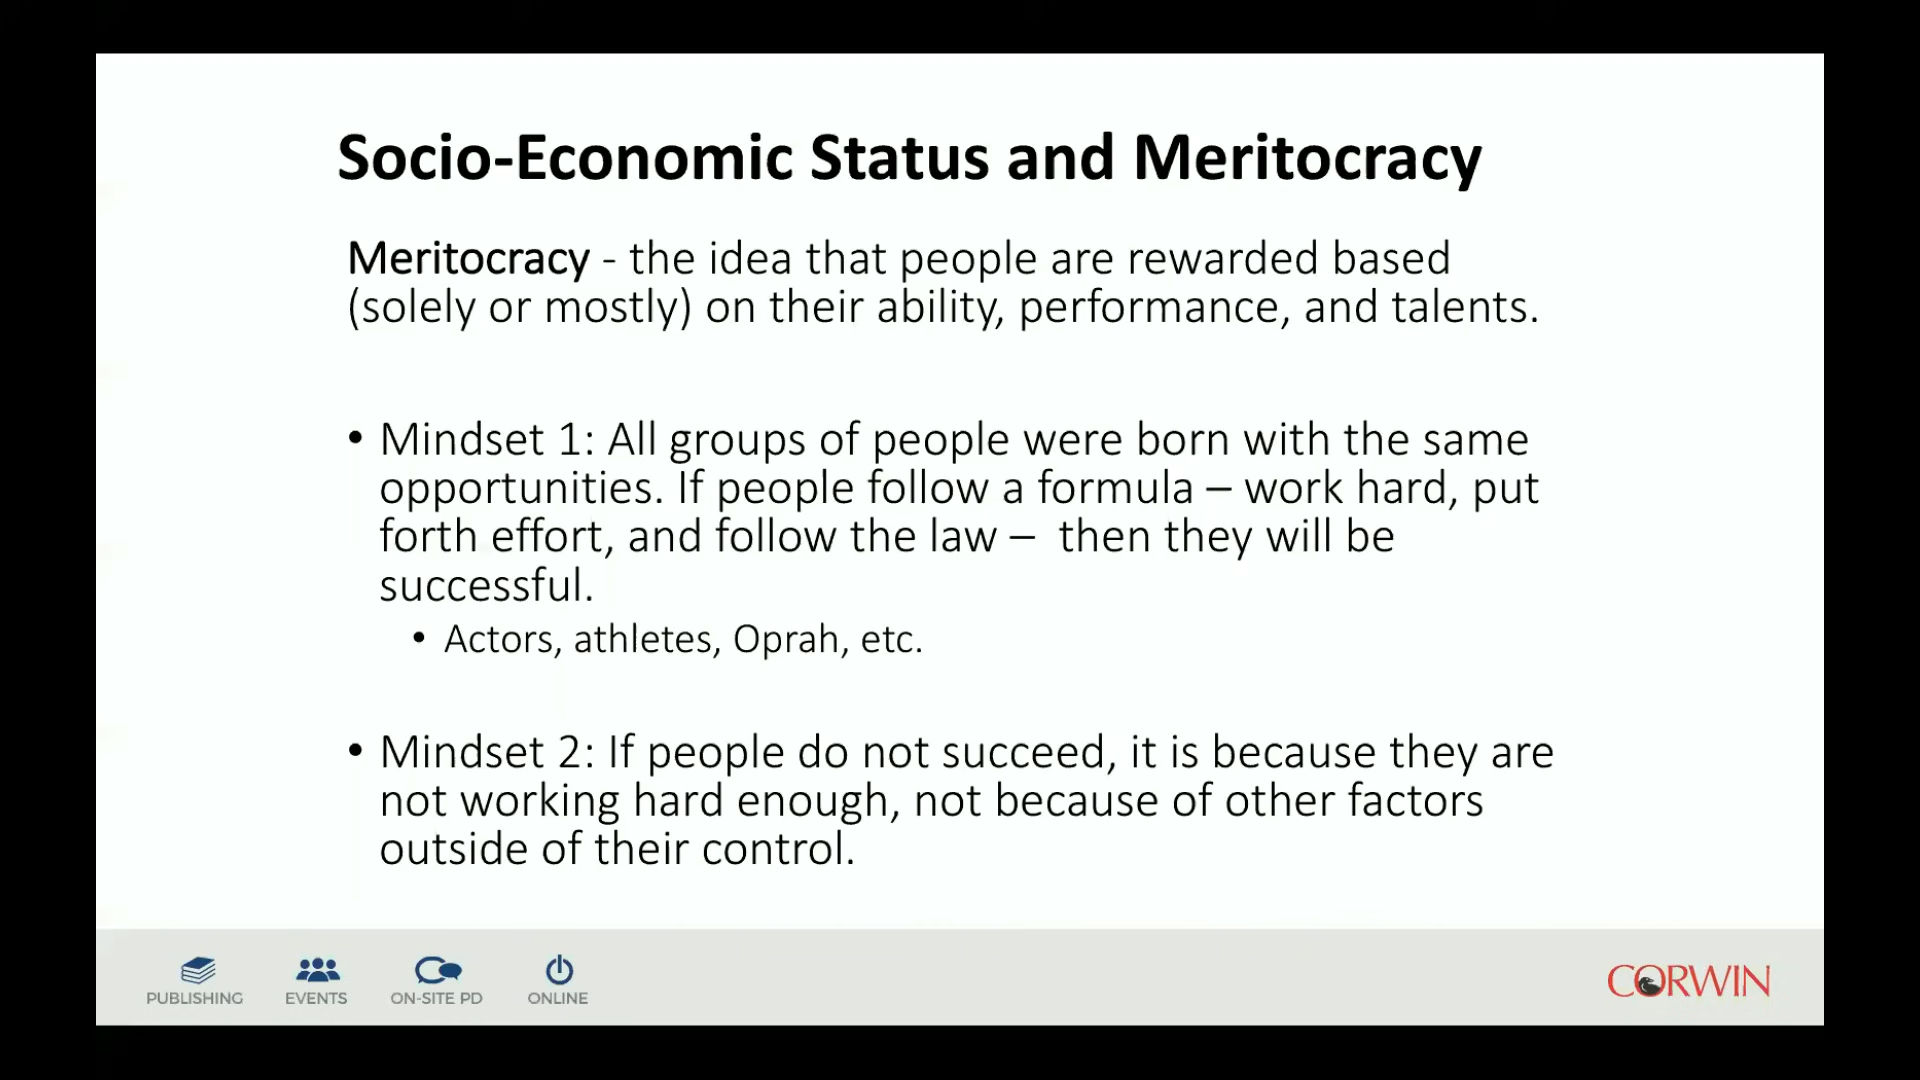 Socio-Economic Status and Meritocracy
Meritocracy - the idea that people are rewarded based
(solely or mostly) on their ability, performance, and talents.
• Mindset 1: All groups of people were born with the same
opportunities. If people follow a formula – work hard, put
forth effort, and follow the law –  then they will be
successful.
• Actors, athletes, Oprah, etc.
• Mindset 2: If people do not succeed, it is because they are
not working hard enough, not because of other factors
outside of their control.
PUBLISHING EVENTS ON-SITE PD ONLINE CORWIN